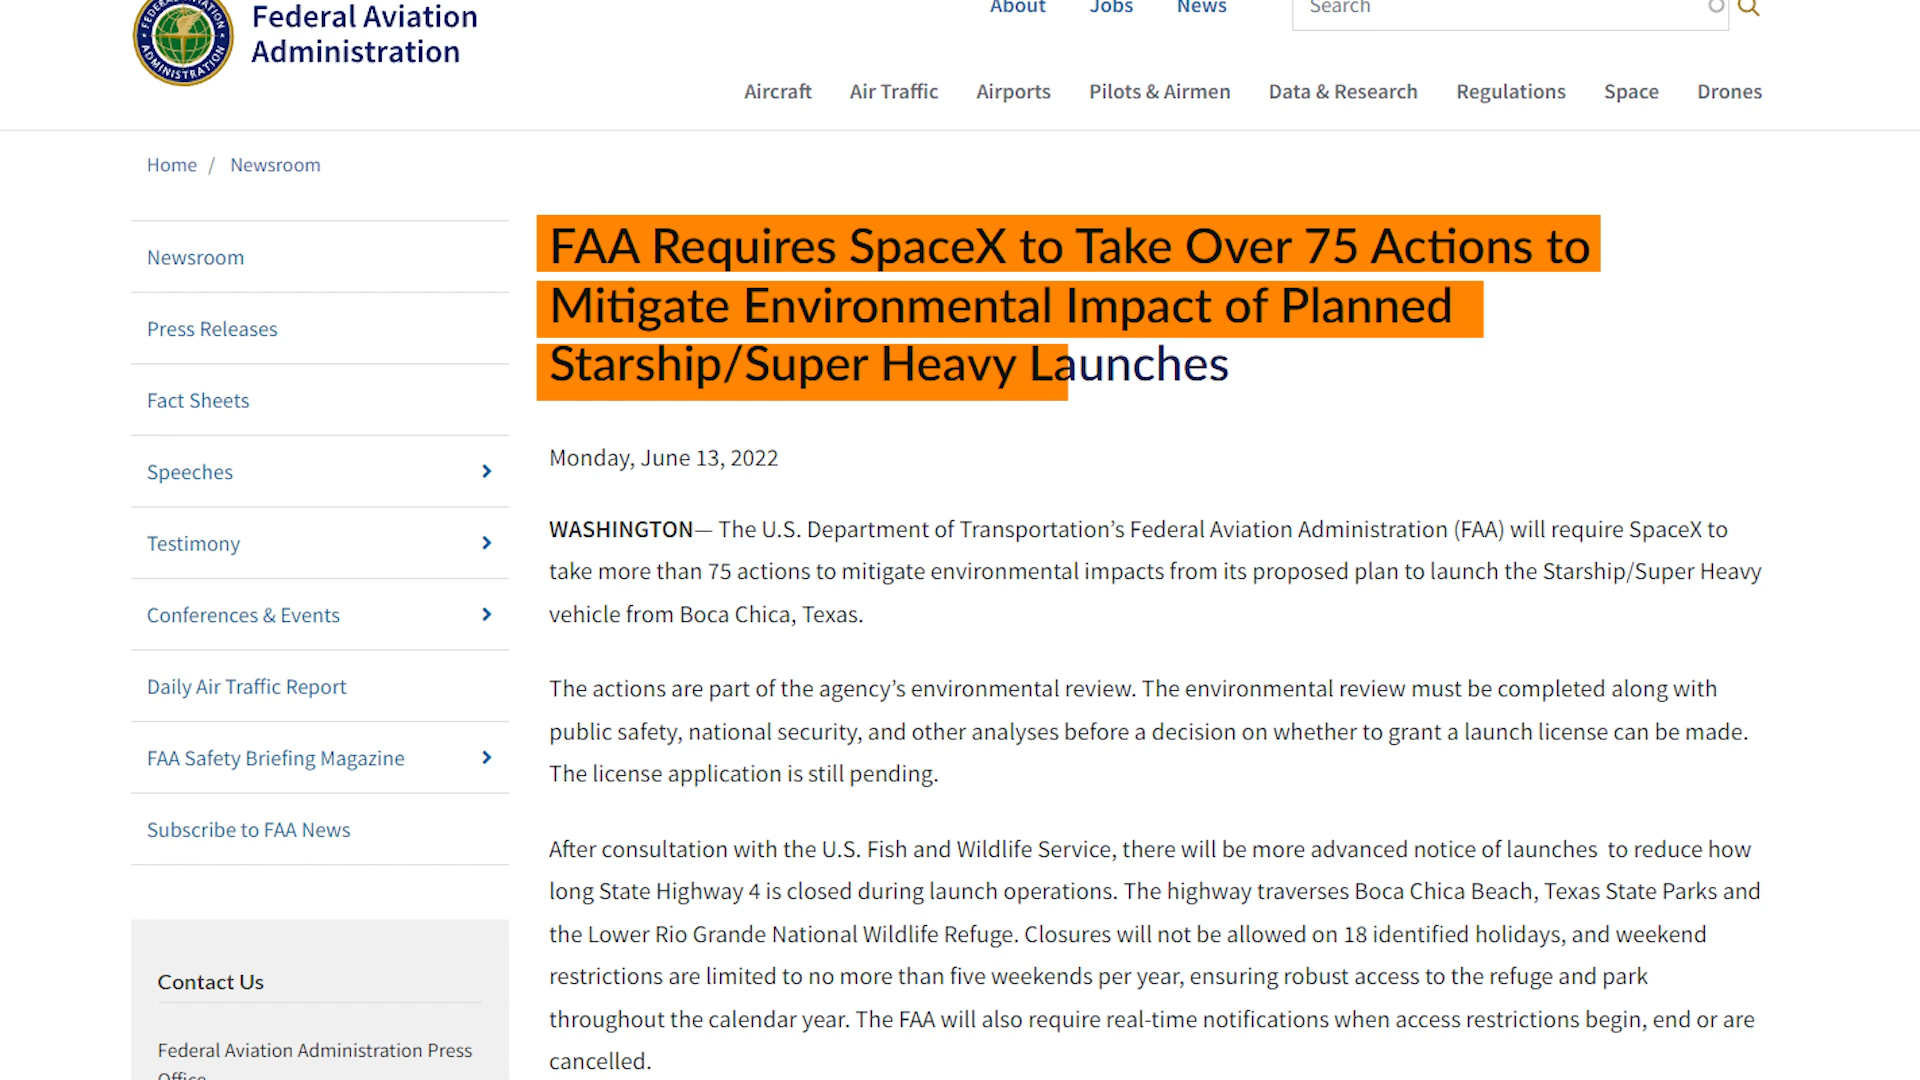 Federal Aviation
Administration
FEDERAL AVIATION
ADMINISTRATION
About Jobs News Search
Aircraft Air Traffic Airports Pilots & Airmen Data & Research Regulations Space Drones
Home / Newsroom
Newsroom
Press Releases
Fact Sheets
Speeches
Testimony
Conferences & Events
Daily Air Traffic Report
FAA Safety Briefing Magazine
Subscribe to FAA News
Contact Us
Federal Aviation Administration Press
Office
FAA Requires SpaceX to Take Over 75 Actions to
Mitigate Environmental Impact of Planned
Starship/Super Heavy Launches
Monday, June 13, 2022
WASHINGTON— The U.S. Department of Transportation’s Federal Aviation Administration (FAA) will require SpaceX to
take more than 75 actions to mitigate environmental impacts from its proposed plan to launch the Starship/Super Heavy
vehicle from Boca Chica, Texas.
The actions are part of the agency’s environmental review. The environmental review must be completed along with
public safety, national security, and other analyses before a decision on whether to grant a launch license can be made.
The license application is still pending.
After consultation with the U.S. Fish and Wildlife Service, there will be more advanced notice of launches to reduce how
long State Highway 4 is closed during launch operations. The highway traverses Boca Chica Beach, Texas State Parks and
the Lower Rio Grande National Wildlife Refuge. Closures will not be allowed on 18 identified holidays, and weekend
restrictions are limited to no more than five weekends per year, ensuring robust access to the refuge and park
throughout the calendar year. The FAA will also require real-time notifications when access restrictions begin, end or are
cancelled.